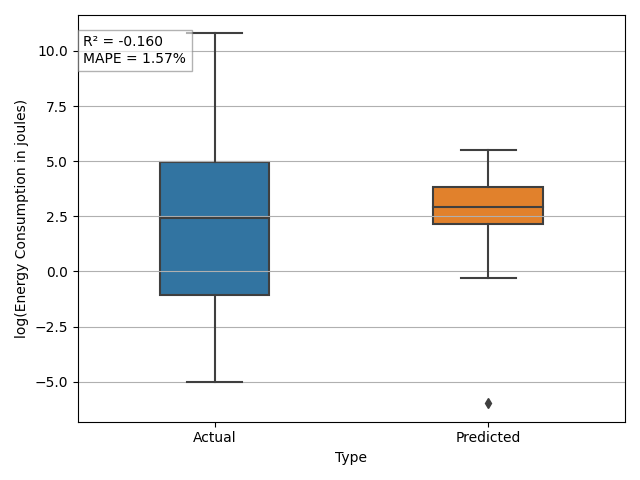 R² = -0.160
MAPE = 1.57%
10.0
7.5
5.0
2.5
0.0
−2.5
−5.0
log(Energy Consumption in joules)
Actual
Predicted
Type